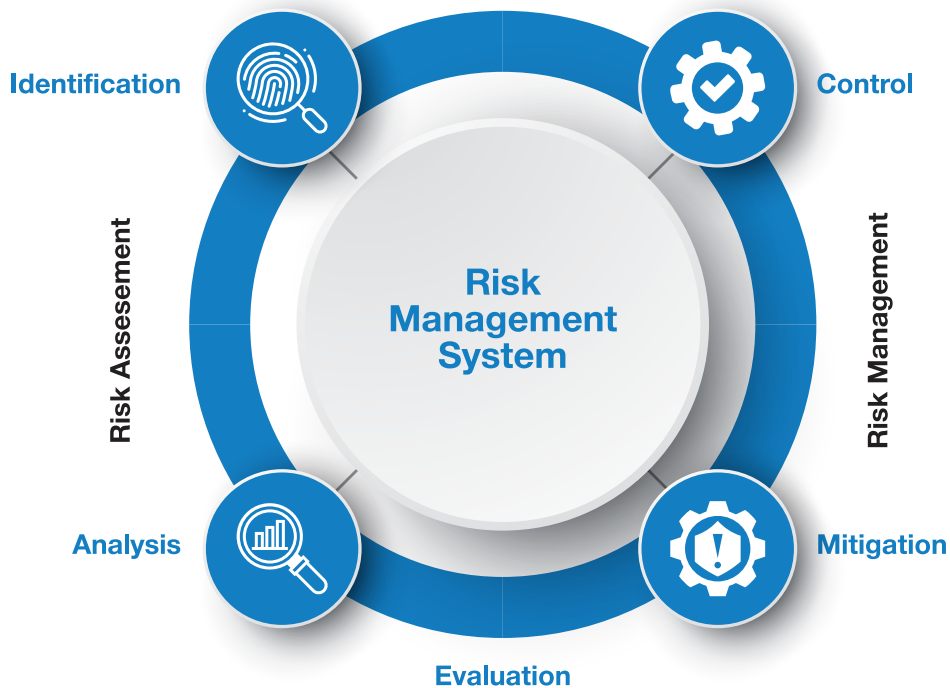 Identification
Control
Risk Assesement
Risk
Management
System
Risk Management
Analysis
Mitigation
Evaluation